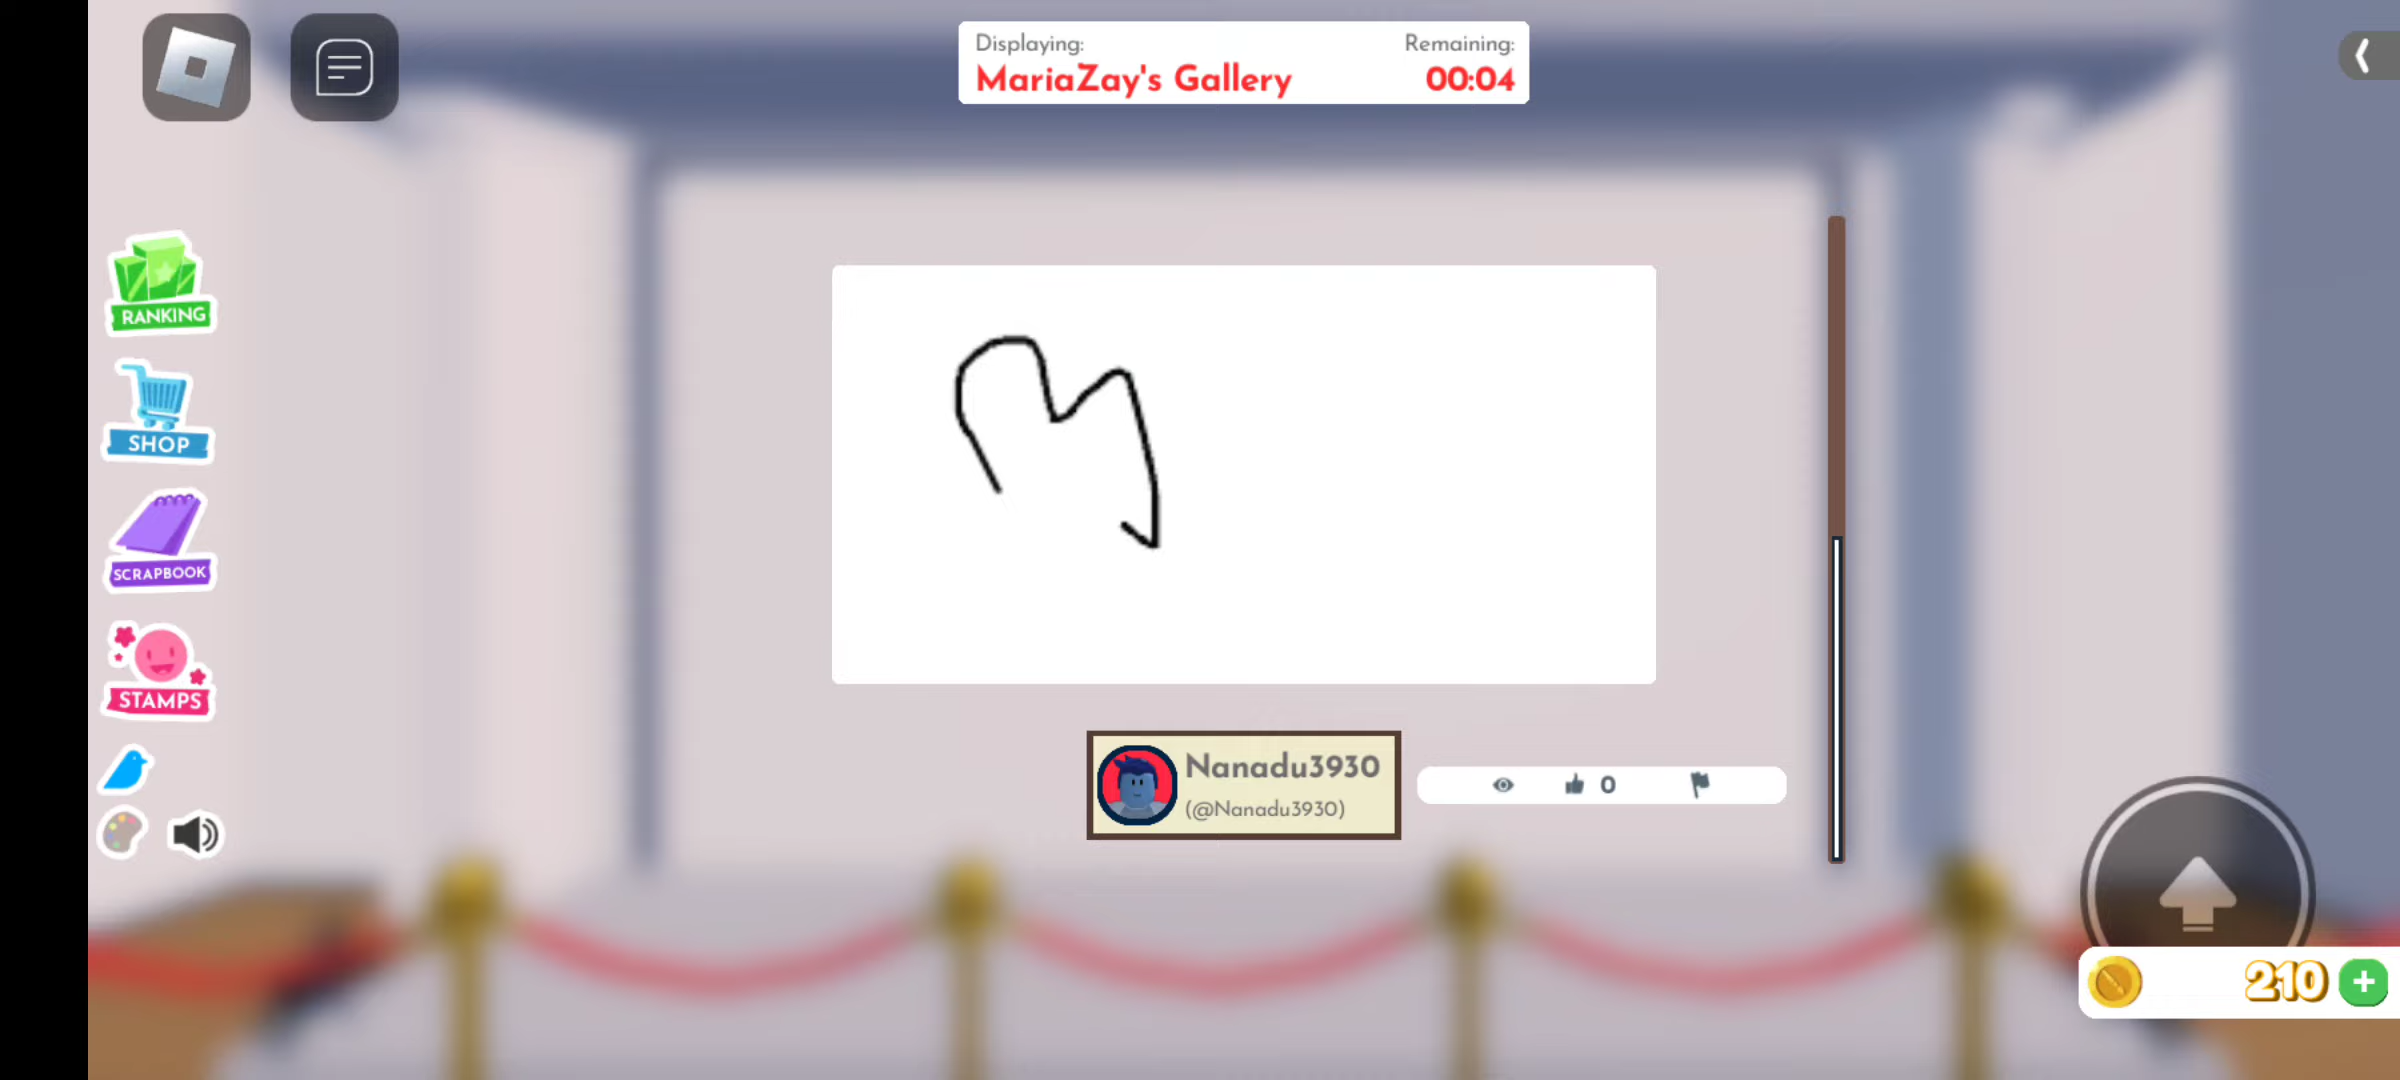 Displaying:
Remaining:
MariaZay's Gallery
00:04
RANKING
SHOP
SCRAPBOOK
STAMPS
Nanadu3930
(@Nanadu3930)
0
210